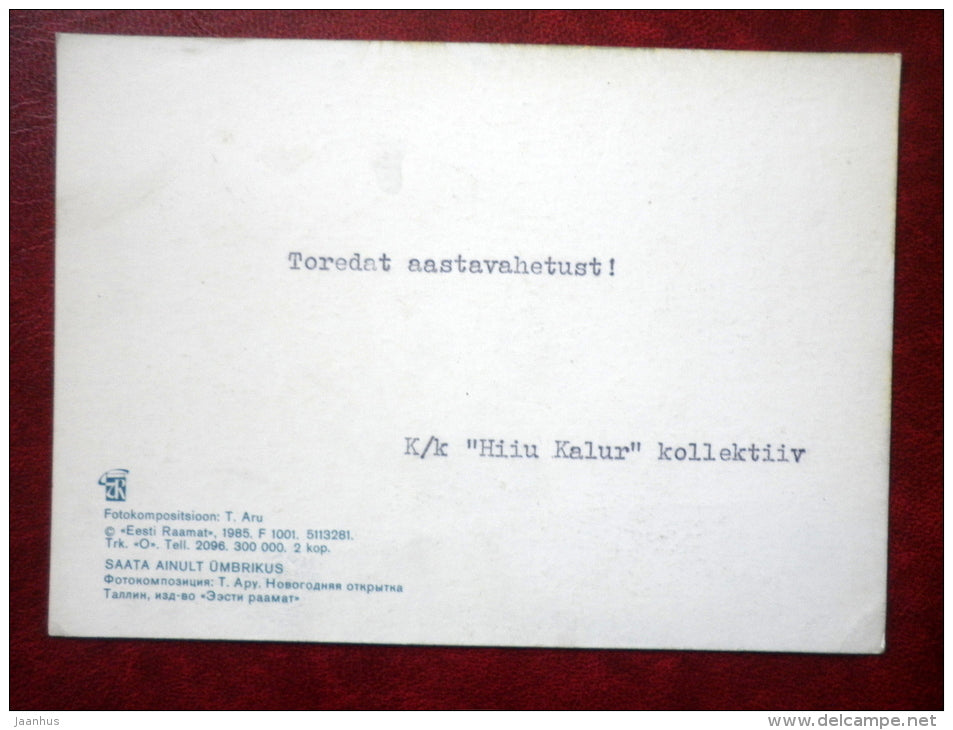 Toredat aastavahetust!
K/k "Hiiu Kalur" kollektiiv
Fotokompositsioon: T. Aru
© «Eesti Raamat», 1985. F 1001. 5113281.
Trk. «O». Tell. 2096. 300 000. 2 kop.
SAATA AINULT ÜMBRIKUS
Фотокомпозиция: Т. Ару. Новогодняя открытка
Таллин, изд-во «Ээсти раамат»
jaanhus
www.delcampe.net